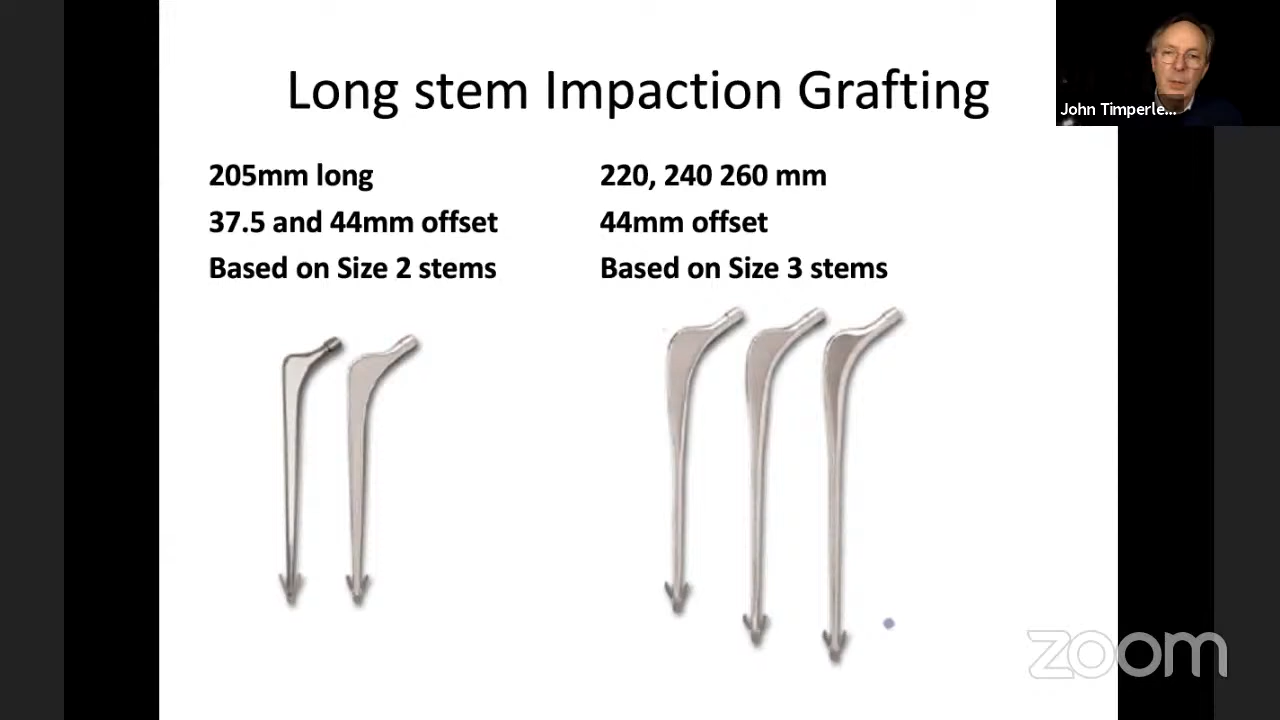 Long stem Impaction Grafting
205mm long
37.5 and 44mm offset
Based on Size 2 stems
220, 240 260 mm
44mm offset
Based on Size 3 stems
John Timperle...
zoom